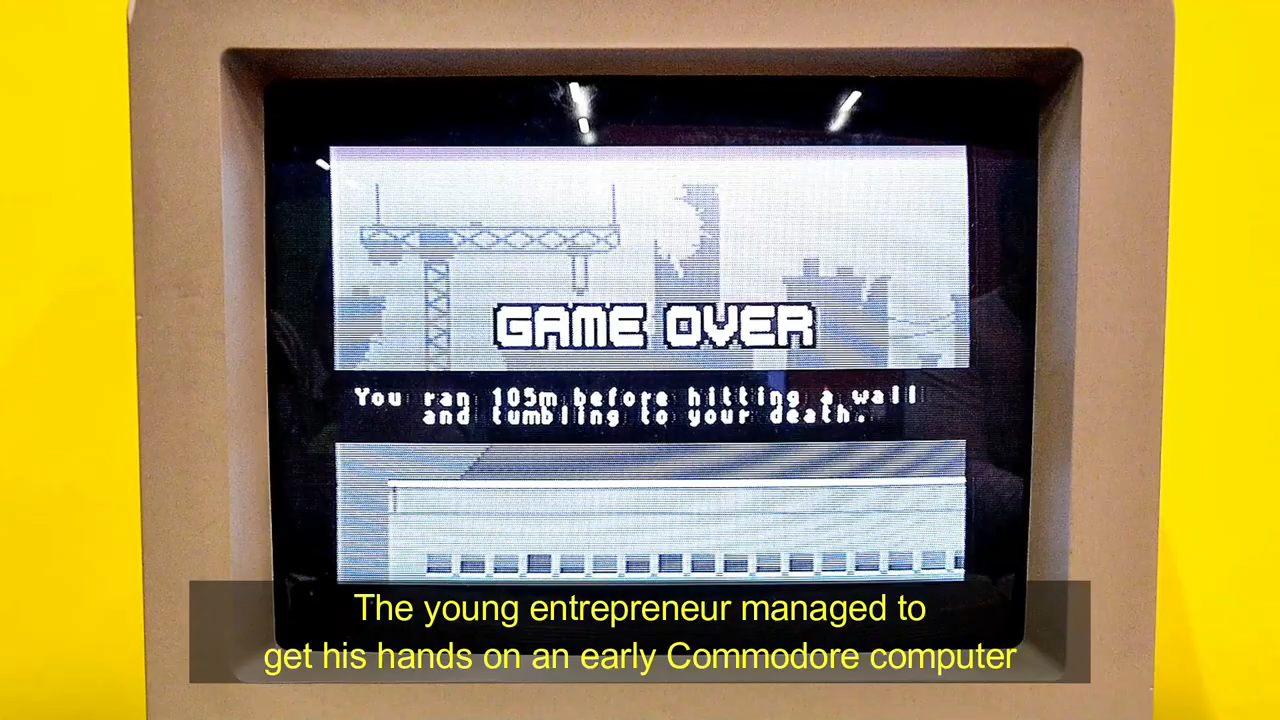 GAME OVER
You ran 105m before hitting a wall
and tumbling to your death.
The young entrepreneur managed to
get his hands on an early Commodore computer